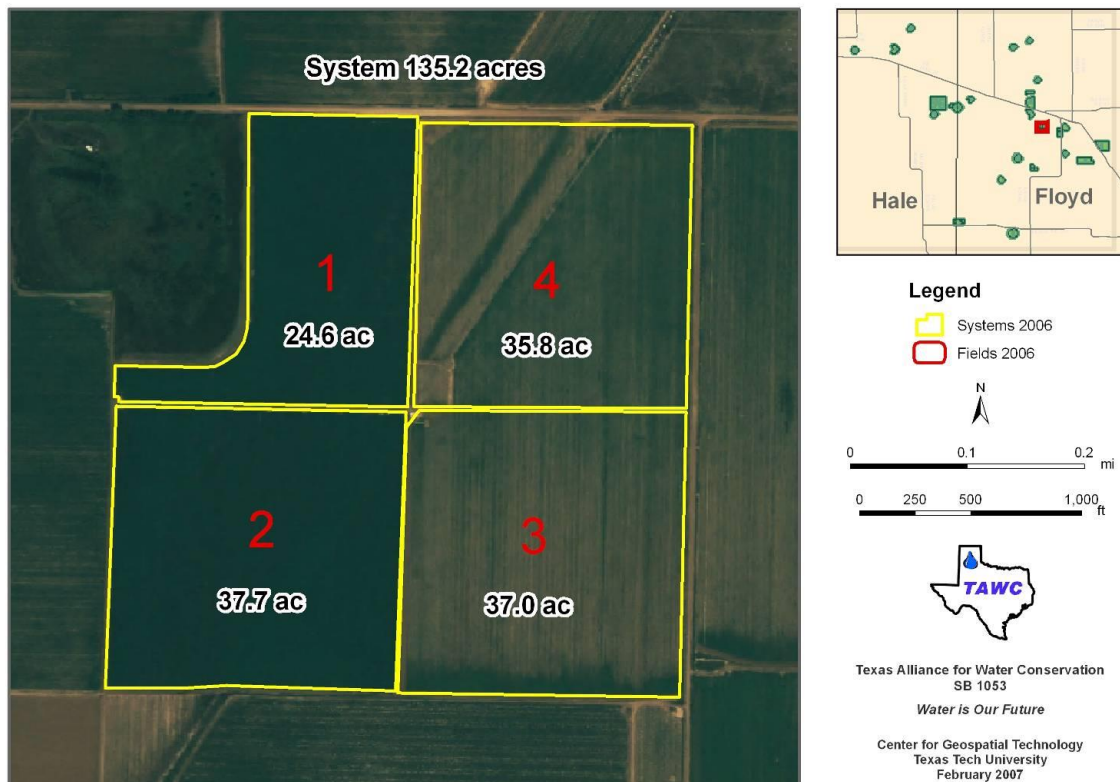 System 135.2 acres
1
24.6 ac
4
35.8 ac
2
37.7 ac
3
37.0 ac
Hale
Floyd
Legend
Systems 2006
Fields 2006
N
0 0.1 0.2
mi
0 250 500 1,000
ft
TAWC
Texas Alliance for Water Conservation
SB 1053
Water is Our Future
Center for Geospatial Technology
Texas Tech University
February 2007